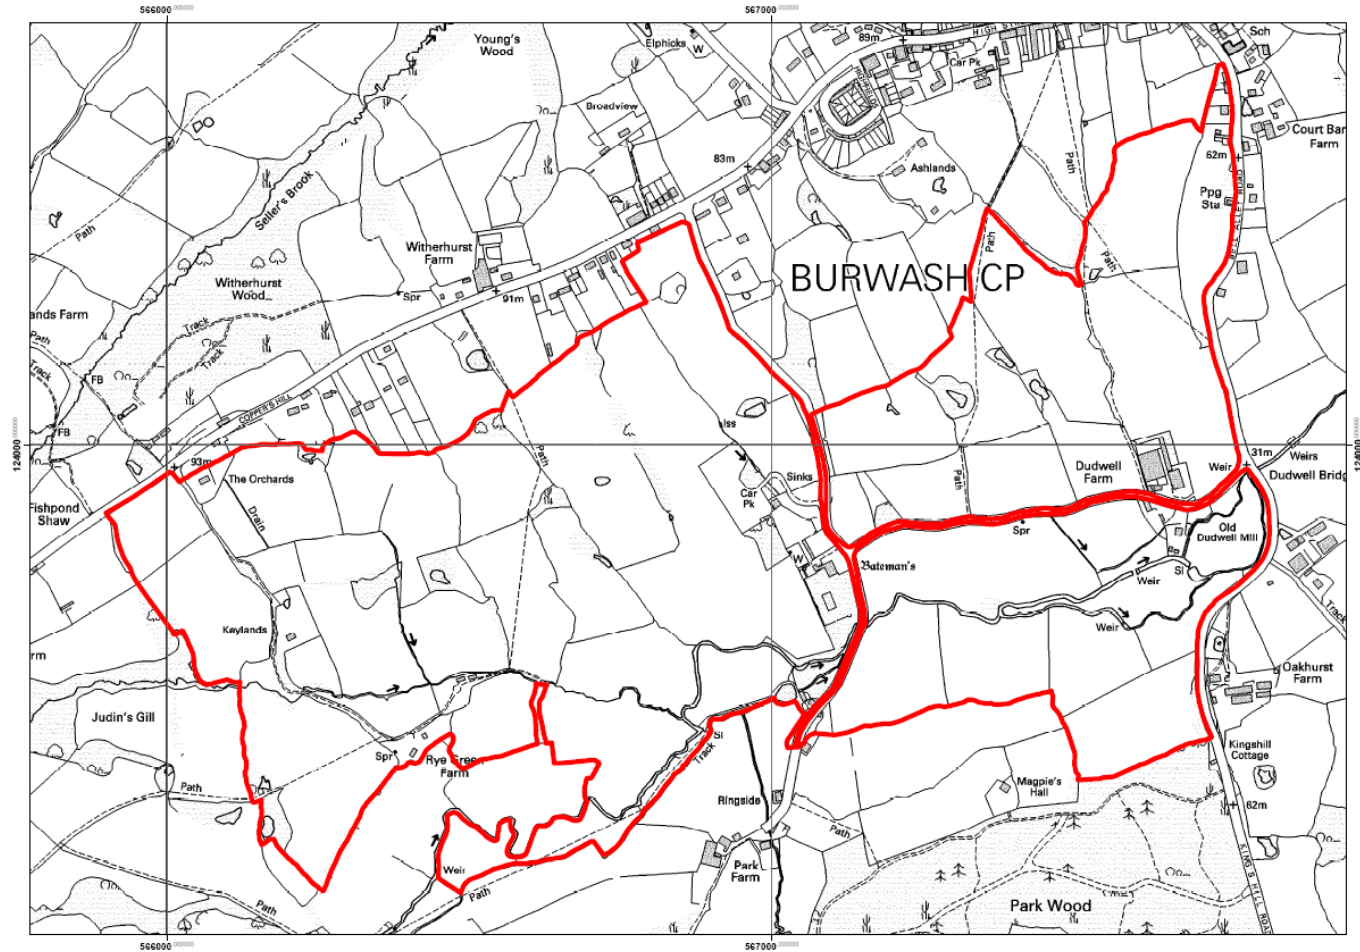 566000
567000
Young's
Wood
Elphicks
W
89m
HIGH
Sch
Car Pk
HIGHFIELDS
Broadview
Court Bar
Farm
83m
62m
Ashlands
Path
Ppg
Sta
BELL ALLEY ROAD
Seller's Brook
Path
Witherhurst
Farm
Path
Path
BURWASH CP
Witherhurst
Wood
Spr
91m
ands Farm
Path
Track
Track
Track
FB
COPPER'S HILL
FB
124000
93m
The Orchards
Path
Car
Pk
Sinks
Path
Dudwell
Farm
Weir
31m
Weirs
Dudwell Bridg
124000
Fishpond
Shaw
Drain
Spr
Old
Dudwell Mill
W
Bateman's
Weir
Sl
Track
Weir
Keylands
rm
Oakhurst
Farm
Judin's Gill
Sl
Track
Spr
Rye Green
Farm
Kingshill
Cottage
Path
Ringside
Magpie's
Hall
62m
Path
Weir
Path
Park
Farm
Path
Park Wood
KING'S HILL ROAD
566000
567000